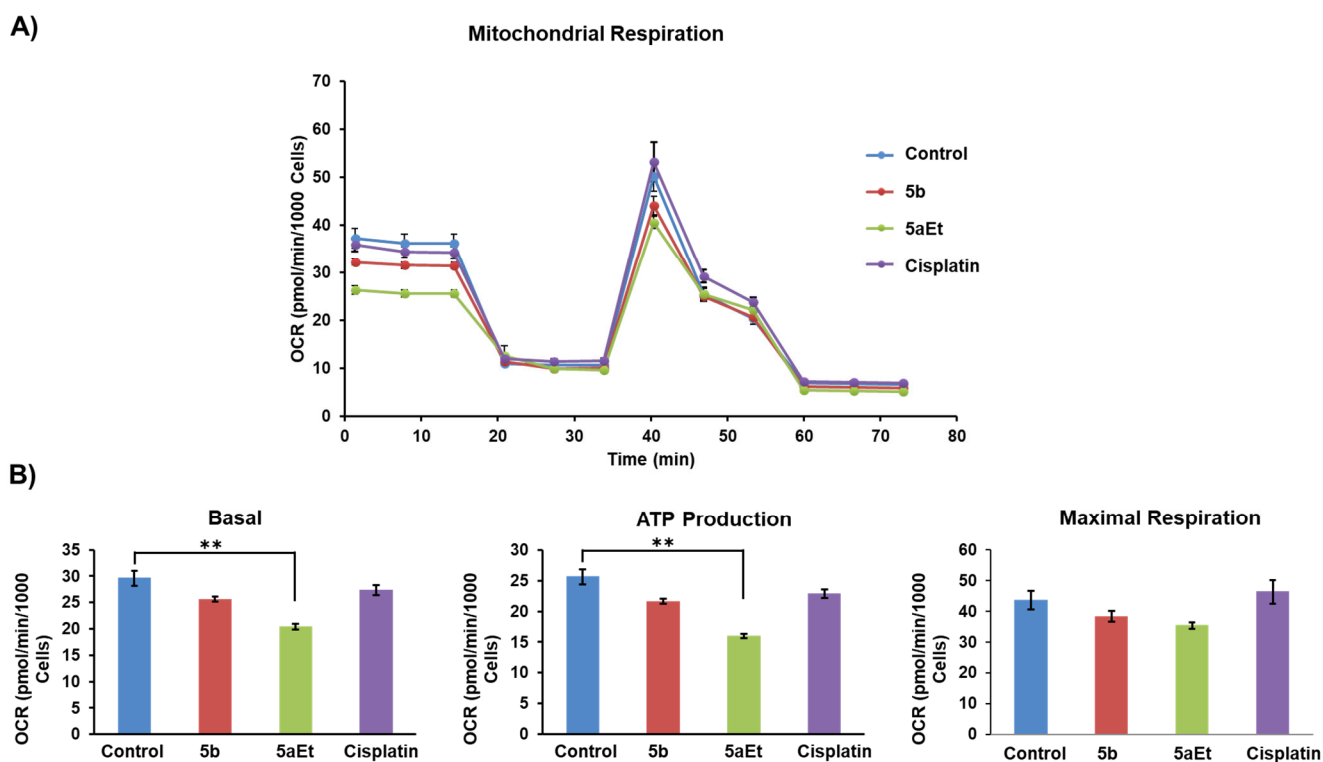 A)
Mitochondrial Respiration
OCR (pmol/min/1000 Cells)
70
60
50
40
30
20
10
0
0 10 20 30 40 50 60 70 80
Time (min)
Control
5b
5aEt
Cisplatin
B)
Basal
OCR (pmol/min/1000
Cells)
35
30
25
20
15
10
5
0
**
Control 5b 5aEt Cisplatin
ATP Production
OCR (pmol/min/1000
Cells)
30
25
20
15
10
5
0
**
Control 5b 5aEt Cisplatin
Maximal Respiration
OCR (pmol/min/1000
Cells)
60
50
40
30
20
10
0
Control 5b 5aEt Cisplatin